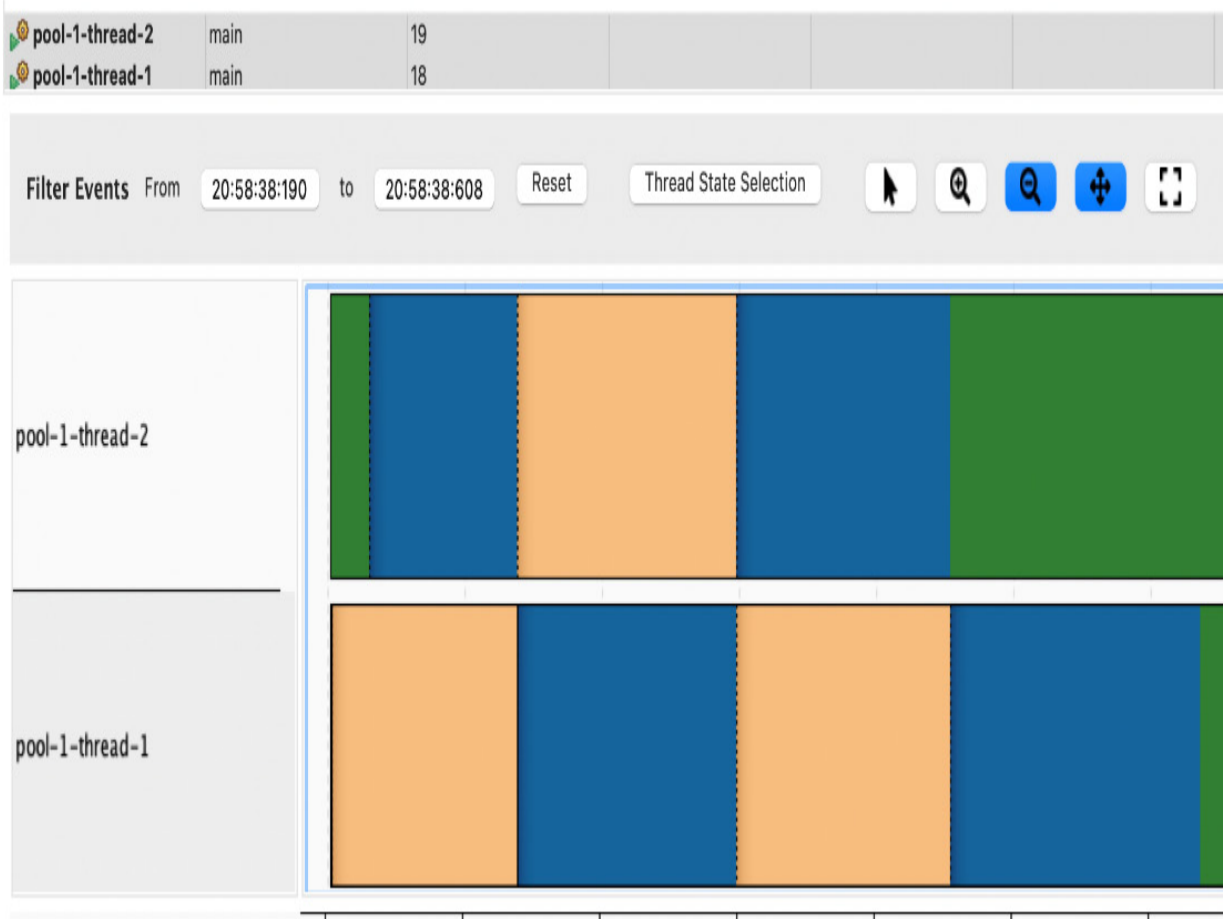 pool-1-thread-2 main 19
pool-1-thread-1 main 18
Filter Events From 20:58:38:190 to 20:58:38:608 Reset Thread State Selection
pool-1-thread-2
pool-1-thread-1